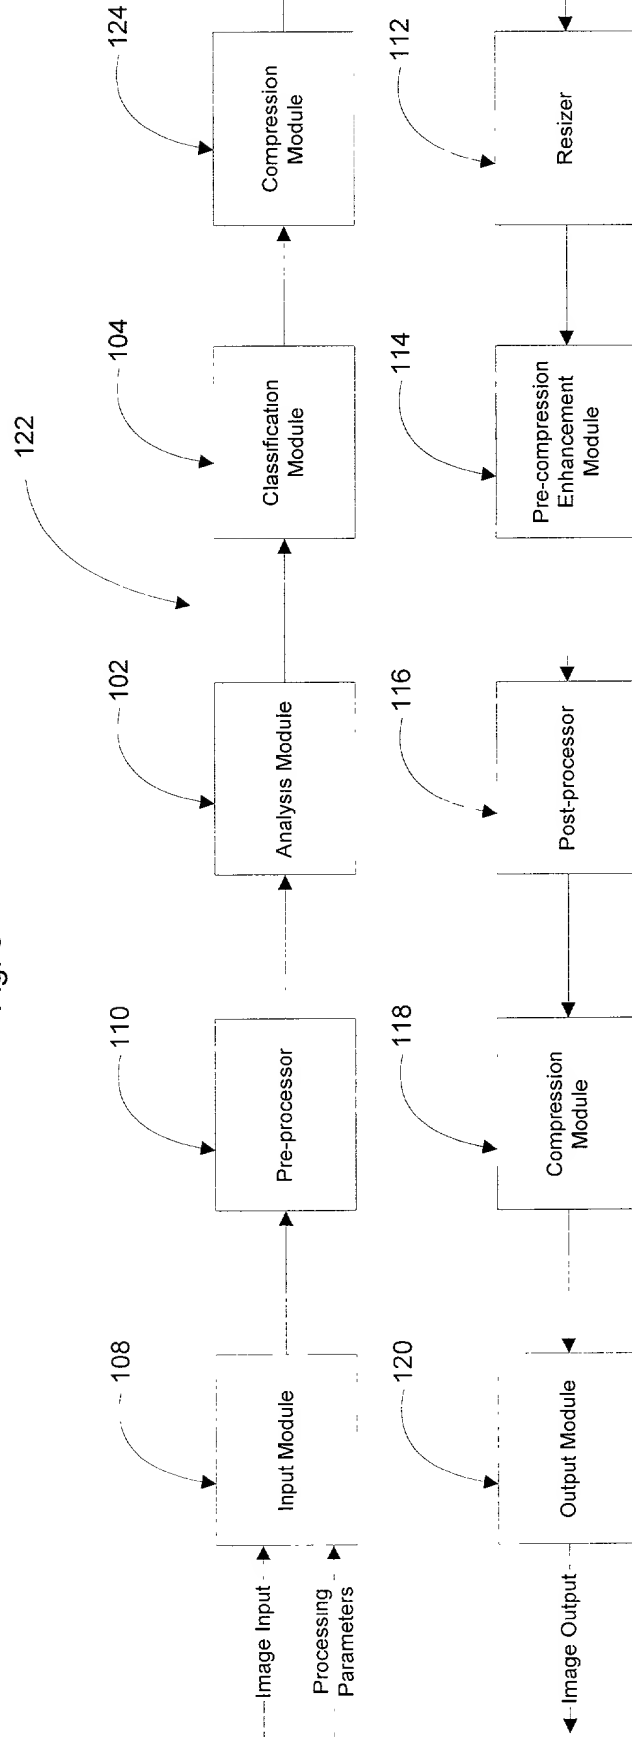 122
108
110
102
104
124
Image Input
Processing
Parameters
Input Module
Pre-processor
Analysis Module
Classification
Module
Compression
Module
120
118
116
114
112
Image Output
Output Module
Compression
Module
Post-processor
Pre-compression
Enhancement
Module
Resizer